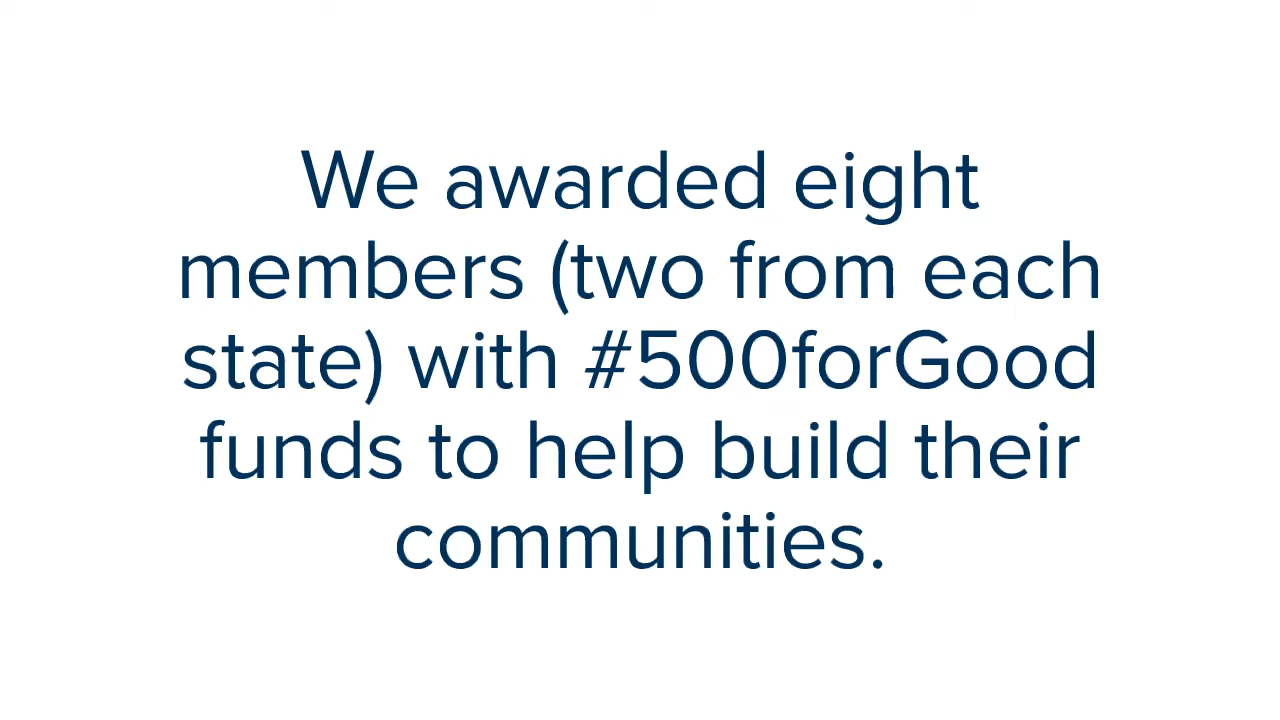 We awarded eight
members (two from each
state) with #500forGood
funds to help build their
communities.